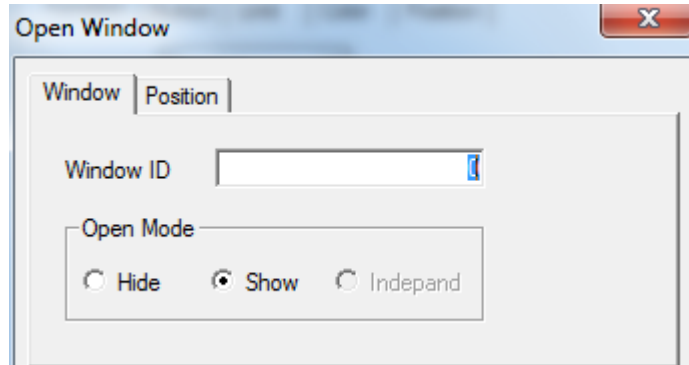 Open Window
Window Position
Window ID
Open Mode
Hide Show Indepand